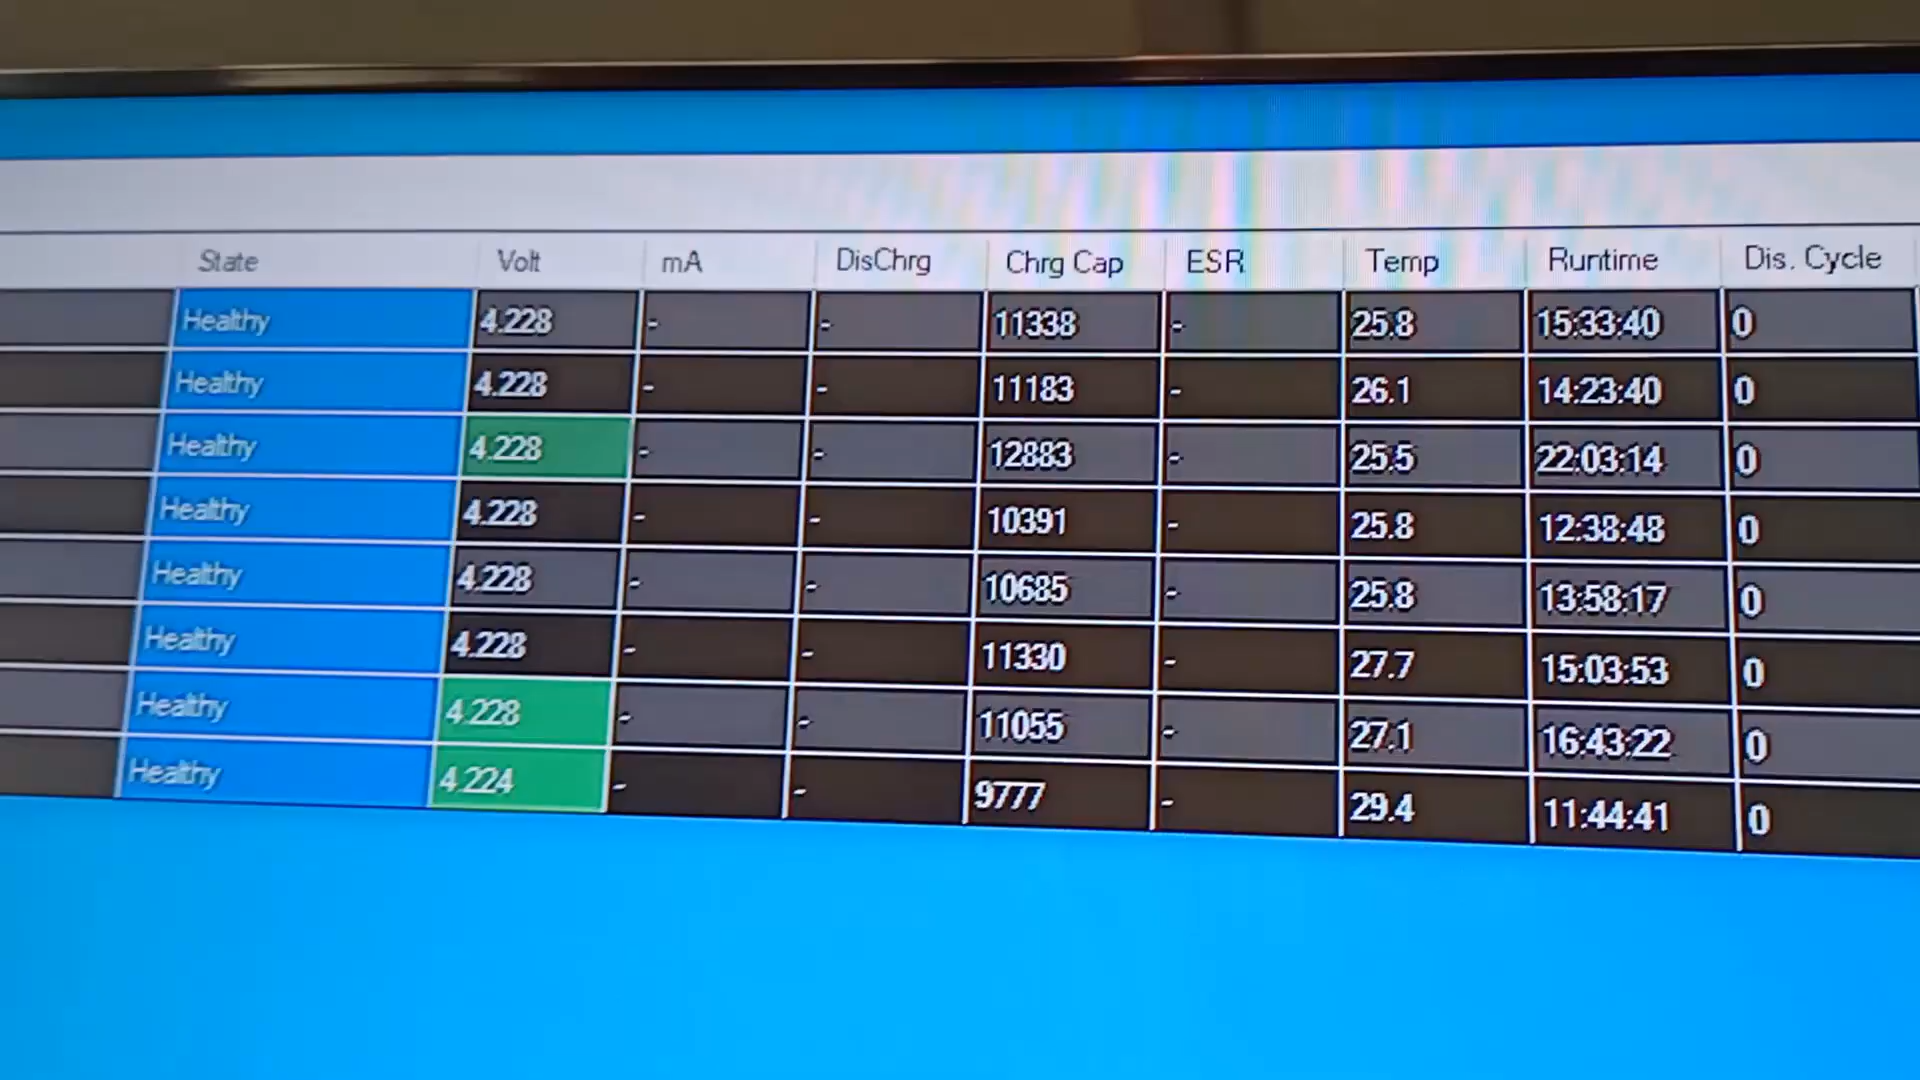 State Volt mA DisChrg Chrg Cap ESR Temp Runtime Dis. Cycle
Healthy 4.228 - - 11338 - 25.8 15:33:40 0
Healthy 4.228 - - 11183 - 26.1 14:23:40 0
Healthy 4.228 - - 12883 - 25.5 22:03:14 0
Healthy 4.228 - - 10391 - 25.8 12:38:48 0
Healthy 4.228 - - 10685 - 25.8 13:58:17 0
Healthy 4.228 - - 11330 - 27.7 15:03:53 0
Healthy 4.228 - - 11055 - 27.1 16:43:22 0
Healthy 4.224 - - 9777 - 29.4 11:44:41 0